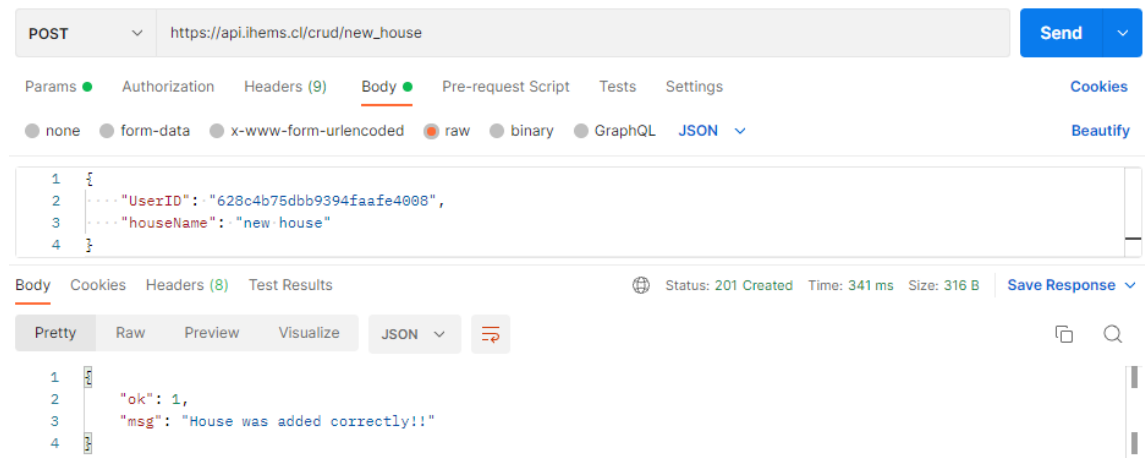 POST https://api.ihems.cl/crud/new_house Send
Params Authorization Headers (9) Body Pre-request Script Tests Settings Cookies
none form-data x-www-form-urlencoded raw binary GraphQL JSON Beautify
1 {
2 ····"UserID":·"628c4b75dbb9394faafe4008",
3 ····"houseName":·"new·house"
4 }
Body Cookies Headers (8) Test Results Status: 201 Created Time: 341 ms Size: 316 B Save Response
Pretty Raw Preview Visualize JSON
1 {
2 "ok": 1,
3 "msg": "House was added correctly!!"
4 }